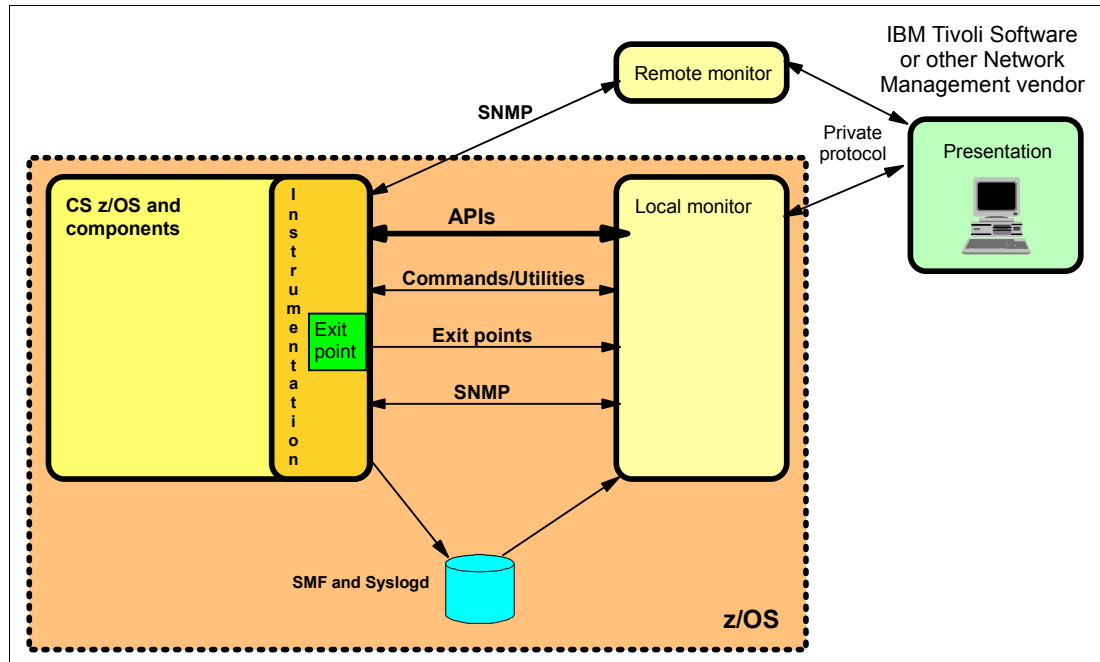 IBM Tivoli Software
or other Network
Management vendor
Remote monitor
SNMP
Private
protocol
Presentation
CS z/OS and
components
Instrumentation
Local monitor
APIs
Commands/Utilities
Exit
point
Exit points
SNMP
SMF and Syslogd
z/OS